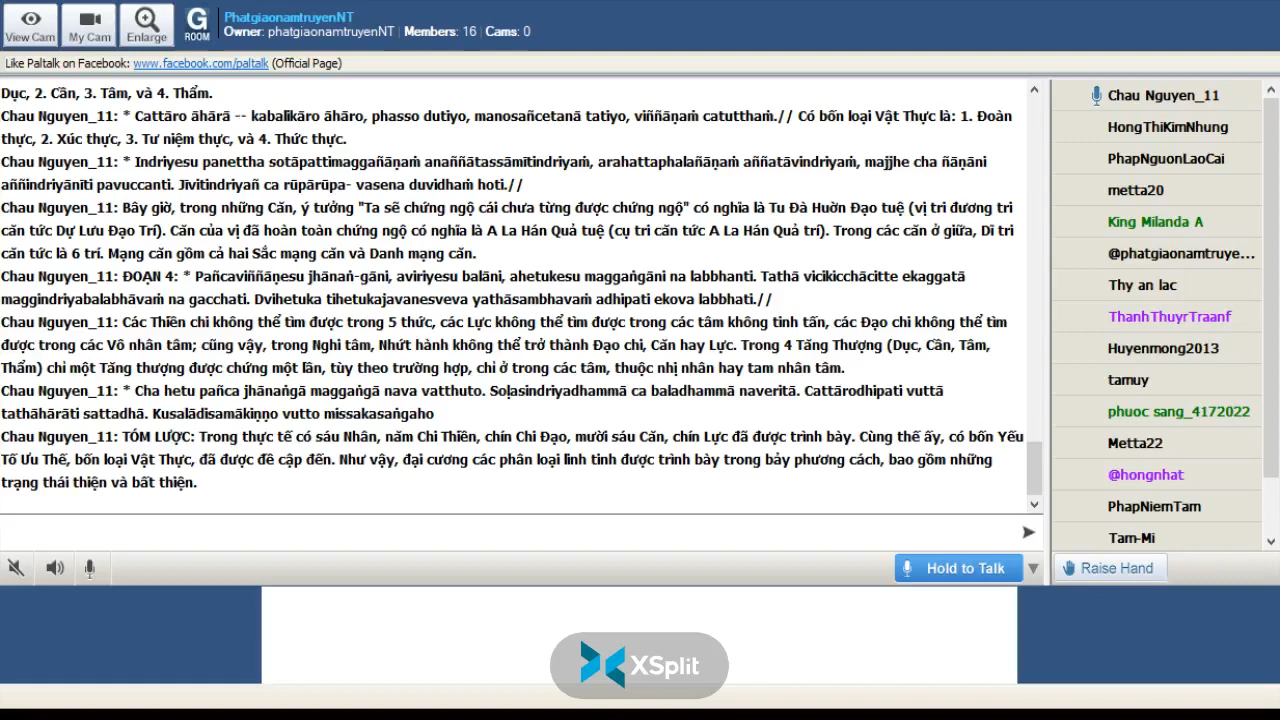 View Cam
My Cam
Enlarge
G
ROOM
PhatgiaonamtruyenNT
Owner: phatgiaonamtruyenNT | Members: 16 | Cams: 0
Like Paltalk on Facebook: www.facebook.com/paltalk (Official Page)
Dục, 2. Cần, 3. Tâm, và 4. Thẩm.
Chau Nguyen_11: * Cattāro āhārā -- kabalikāro āhāro, phasso dutiyo, manosañcetanā tatiyo, viññāṇaṁ catutthaṁ.// Có bốn loại Vật Thực là: 1. Đoàn
thực, 2. Xúc thực, 3. Tư niệm thực, và 4. Thức thực.
Chau Nguyen_11: * Indriyesu panettha sotāpattimaggañāṇaṁ anaññātassāmītindriyaṁ, arahattaphalañāṇaṁ aññatāvindriyaṁ, majjhe cha ñāṇāni
aññindriyānīti pavuccanti. Jīvitindriyañ ca rūpārūpa- vasena duvidhaṁ hoti.//
Chau Nguyen_11: Bây giờ, trong những Căn, ý tưởng "Ta sẽ chứng ngộ cái chưa từng được chứng ngộ" có nghĩa là Tu Đà Huờn Đạo tuệ (vị tri đương tri
căn tức Dự Lưu Đạo Trí). Căn của vị đã hoàn toàn chứng ngộ có nghĩa là A La Hán Quả tuệ (cụ tri căn tức A La Hán Quả trí). Trong các căn ở giữa, Dĩ tri
căn tức là 6 trí. Mạng căn gồm cả hai Sắc mạng căn và Danh mạng căn.
Chau Nguyen_11: ĐOẠN 4: * Pañcaviññāṇesu jhānaṅ-gāni, aviriyesu balāni, ahetukesu maggaṅgāni na labbhanti. Tathā vicikicchācitte ekaggatā
maggindriyabalabhāvaṁ na gacchati. Dvihetuka tihetukajavanesveva yathāsambhavaṁ adhipati ekova labbhati.//
Chau Nguyen_11: Các Thiền chi không thể tìm được trong 5 thức, các Lực không thể tìm được trong các tâm không tinh tấn, các Đạo chi không thể tìm
được trong các Vô nhân tâm; cũng vậy, trong Nghi tâm, Nhứt hành không thể trở thành Đạo chi, Căn hay Lực. Trong 4 Tăng Thượng (Dục, Cần, Tâm,
Thẩm) chỉ một Tăng thượng được chứng một lần, tùy theo trường hợp, chỉ ở trong các tâm, thuộc nhị nhân hay tam nhân tâm.
Chau Nguyen_11: * Cha hetu pañca jhānaṅgā maggaṅgā nava vatthuto. Soḷasindriyadhammā ca baladhammā naveritā. Cattārodhipati vuttā
tathāhārāti sattadhā. Kusalādisamākiṇṇo vutto missakasaṅgaho
Chau Nguyen_11: TÓM LƯỢC: Trong thực tế có sáu Nhân, năm Chi Thiền, chín Chi Đạo, mười sáu Căn, chín Lực đã được trình bày. Cùng thế ấy, có bốn Yếu
Tố Ưu Thế, bốn loại Vật Thực, đã được đề cập đến. Như vậy, đại cương các phân loại linh tinh được trình bày trong bảy phương cách, bao gồm những
trạng thái thiện và bất thiện.
Chau Nguyen_11
HongThiKimNhung
PhapNguonLaoCai
metta20
King Milanda A
@phatgiaonamtruye...
Thy an lac
ThanhThuyrTraanf
Huyenmong2013
tamuy
phuoc sang_4172022
Metta22
@hongnhat
PhapNiemTam
Tam-Mi
Hold to Talk
Raise Hand
XSplit